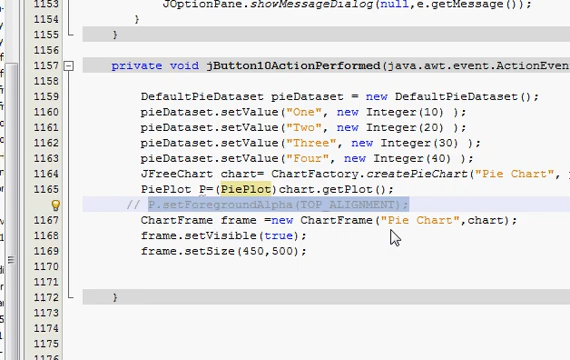 1153 JOptionPane.showMessageDialog(null,e.getMessage());
1154 }
1155 }
1156
1157 private void jButton10ActionPerformed(java.awt.event.ActionEven
1158
1159 DefaultPieDataset pieDataset = new DefaultPieDataset();
1160 pieDataset.setValue("One", new Integer(10) );
1161 pieDataset.setValue("Two", new Integer(20) );
1162 pieDataset.setValue("Three", new Integer(30) );
1163 pieDataset.setValue("Four", new Integer(40) );
1164 JFreeChart chart= ChartFactory.createPieChart("Pie Chart",
1165 PiePlot P=(PiePlot)chart.getPlot();
// P.setForegroundAlpha(TOP_ALIGNMENT);
1167 ChartFrame frame =new ChartFrame("Pie Chart",chart);
1168 frame.setVisible(true);
1169 frame.setSize(450,500);
1170
1171
1172 }
1173
1174
1175
1176